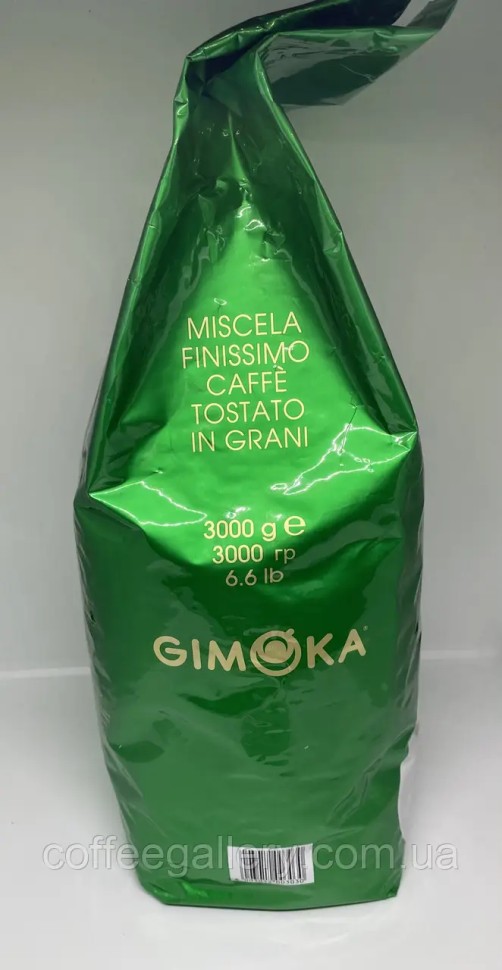 MISCELA
FINISSIMO
CAFFÈ
TOSTATO
IN GRANI
3000 g e
3000 гр
6.6 lb
GIMOKA
coffeegallery.com.ua